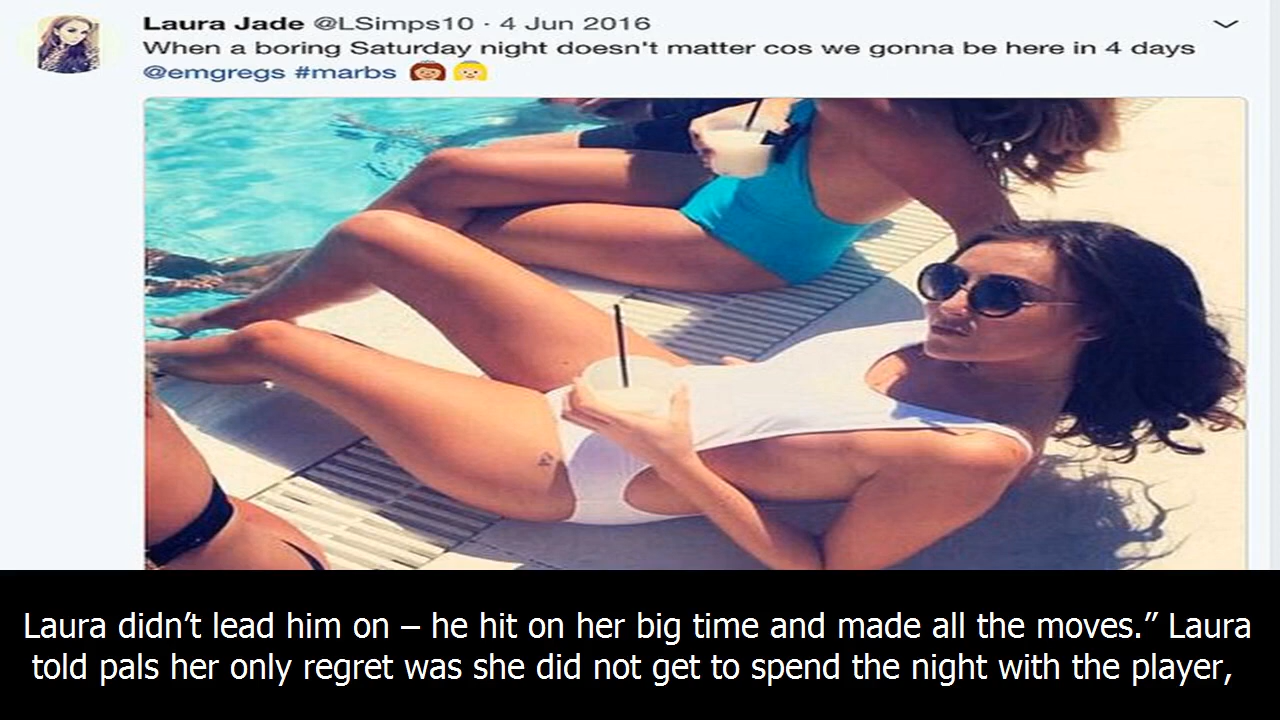 Laura Jade @LSimps10 · 4 Jun 2016
When a boring Saturday night doesn't matter cos we gonna be here in 4 days
@emgregs #marbs
Laura didn’t lead him on – he hit on her big time and made all the moves.” Laura
told pals her only regret was she did not get to spend the night with the player,